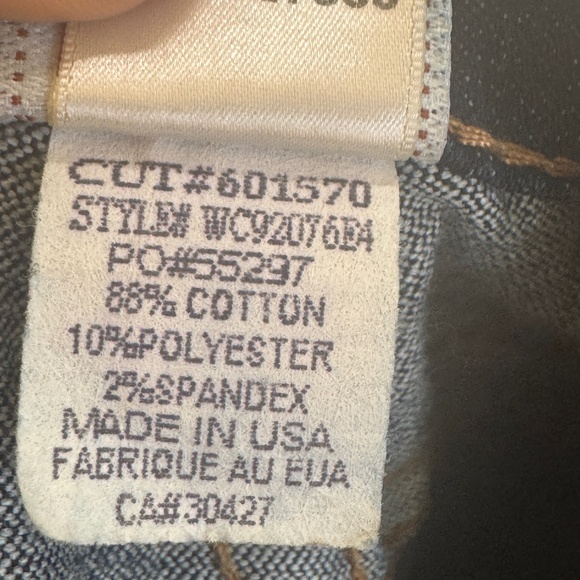 CUT#601570
STYLE# WC92076E4
PO#55297
88% COTTON
10%POLYESTER
2%SPANDEX
MADE IN USA
FABRIQUE AU EUA
CA#30427